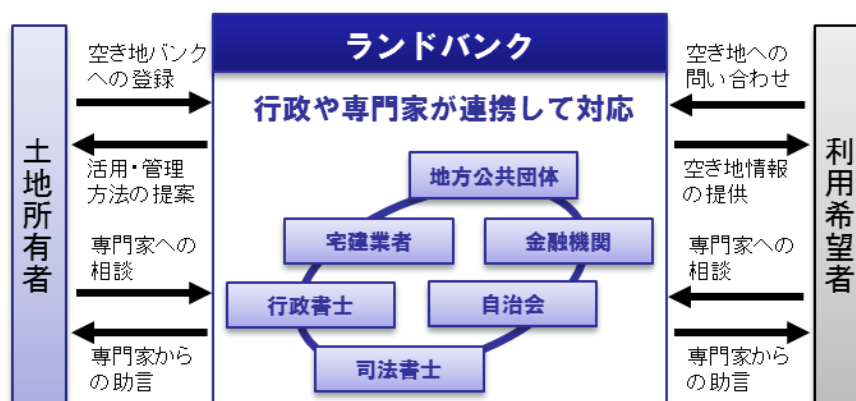 ランドバンク
行政や専門家が連携して対応
土地所有者
空き地バンク
への登録
活用・管理
方法の提案
専門家への
相談
専門家から
の助言
地方公共団体
宅建業者
金融機関
行政書士
自治会
司法書士
空き地への
問い合わせ
空き地情報
の提供
専門家への
相談
専門家から
の助言
利用希望者